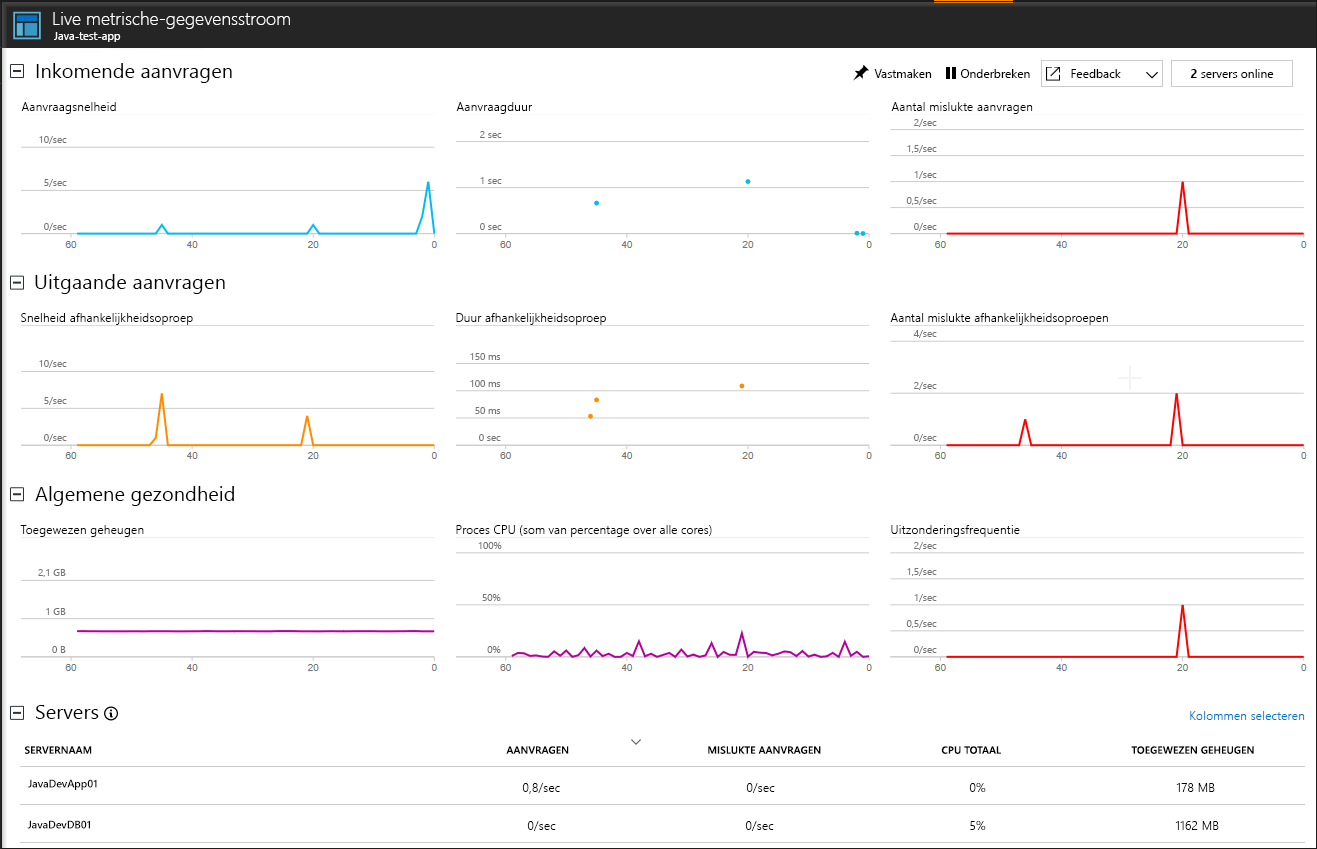 Live metrische-gegevensstroom
Java-test-app
Inkomende aanvragen
Vastmaken
Onderbreken
Feedback
2 servers online
Aanvraagsnelheid
10/sec
5/sec
0/sec
60 40 20 0
Aanvraagduur
2 sec
1 sec
0 sec
60 40 20 0
Aantal mislukte aanvragen
2/sec
1,5/sec
1/sec
0,5/sec
0/sec
60 40 20 0
Uitgaande aanvragen
Snelheid afhankelijkheidsoproep
10/sec
5/sec
0/sec
60 40 20 0
Duur afhankelijkheidsoproep
150 ms
100 ms
50 ms
0 sec
60 40 20 0
Aantal mislukte afhankelijkheidsoproepen
4/sec
2/sec
0/sec
60 40 20 0
Algemene gezondheid
Toegewezen geheugen
2,1 GB
1 GB
0 B
60 40 20 0
Proces CPU (som van percentage over alle cores)
100%
50%
0%
60 40 20 0
Uitzonderingsfrequentie
2/sec
1,5/sec
1/sec
0,5/sec
0/sec
60 40 20 0
Servers
Kolommen selecteren
SERVERNAAM AANVRAGEN MISLUKTE AANVRAGEN CPU TOTAAL TOEGEWEZEN GEHEUGEN
JavaDevApp01 0,8/sec 0/sec 0% 178 MB
JavaDevDB01 0/sec 0/sec 5% 1162 MB